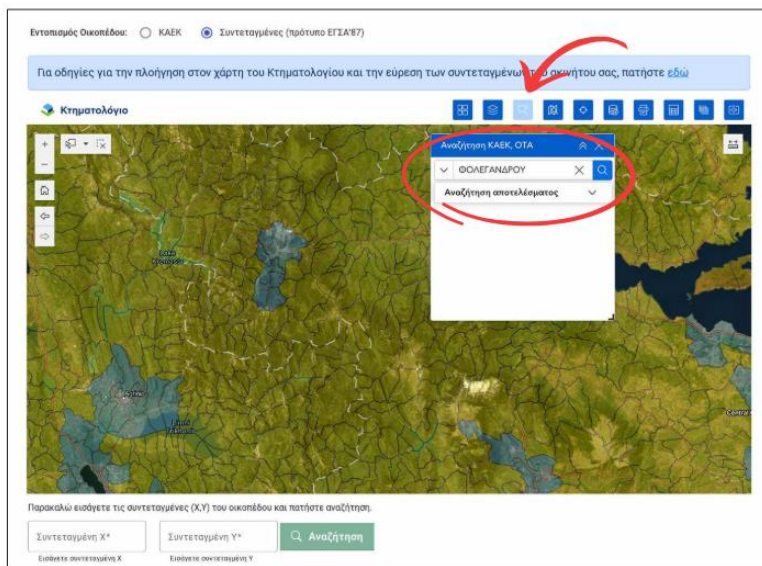 Εντοπισμός Οικοπέδου: ΚΑΕΚ Συντεταγμένες (πρότυπο ΕΓΣΑ'87)
Για οδηγίες για την πλοήγηση στον χάρτη του Κτηματολογίου και την εύρεση των συντεταγμένων του ακινήτου σας, πατήστε εδώ
Κτηματολόγιο
Αναζήτηση ΚΑΕΚ, ΟΤΑ
ΦΟΛΕΓΑΝΔΡΟΥ
Αναζήτηση αποτελέσματος
Lake
Central
Παρακαλώ εισάγετε τις συντεταγμένες (Χ,Υ) του οικοπέδου και πατήστε αναζήτηση.
Συντεταγμένη Χ* Συντεταγμένη Υ* Αναζήτηση
Εισάγετε συντεταγμένη Χ Εισάγετε συντεταγμένη Υ